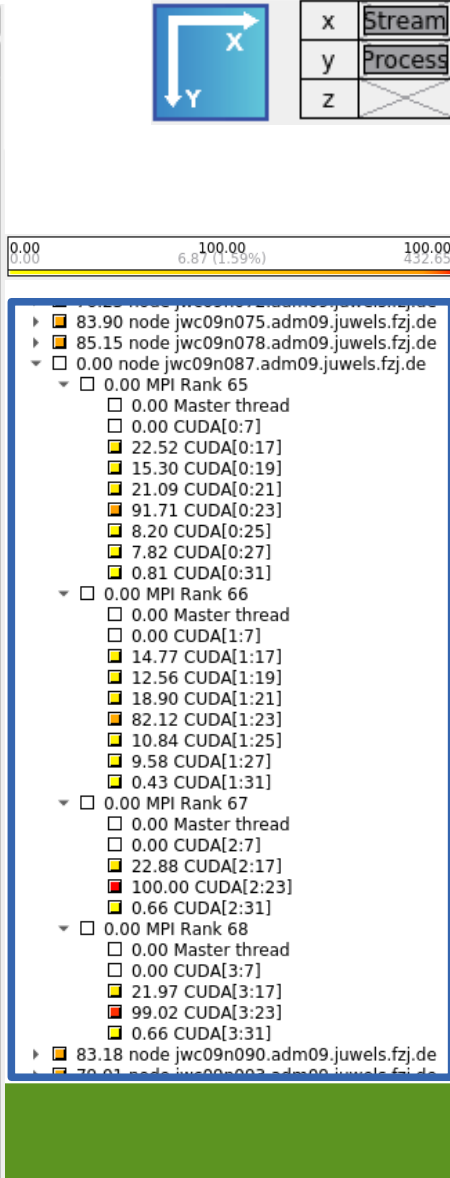 X
Y
x Stream
y Process
z
0.00 100.00 100.00
0.00 6.87 (1.59%) 432.65
83.90 node jwc09n075.adm09.juwels.fzj.de
85.15 node jwc09n078.adm09.juwels.fzj.de
0.00 node jwc09n087.adm09.juwels.fzj.de
0.00 MPI Rank 65
0.00 Master thread
0.00 CUDA[0:7]
22.52 CUDA[0:17]
15.30 CUDA[0:19]
21.09 CUDA[0:21]
91.71 CUDA[0:23]
8.20 CUDA[0:25]
7.82 CUDA[0:27]
0.81 CUDA[0:31]
0.00 MPI Rank 66
0.00 Master thread
0.00 CUDA[1:7]
14.77 CUDA[1:17]
12.56 CUDA[1:19]
18.90 CUDA[1:21]
82.12 CUDA[1:23]
10.84 CUDA[1:25]
9.58 CUDA[1:27]
0.43 CUDA[1:31]
0.00 MPI Rank 67
0.00 Master thread
0.00 CUDA[2:7]
22.88 CUDA[2:17]
100.00 CUDA[2:23]
0.66 CUDA[2:31]
0.00 MPI Rank 68
0.00 Master thread
0.00 CUDA[3:7]
21.97 CUDA[3:17]
99.02 CUDA[3:23]
0.66 CUDA[3:31]
83.18 node jwc09n090.adm09.juwels.fzj.de